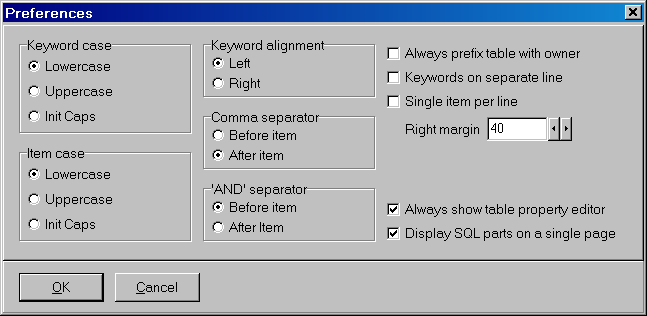 Preferences
Keyword case
Lowercase
Uppercase
Init Caps
Item case
Lowercase
Uppercase
Init Caps
Keyword alignment
Left
Right
Comma separator
Before item
After item
'AND' separator
Before item
After Item
Always prefix table with owner
Keywords on separate line
Single item per line
Right margin 40
Always show table property editor
Display SQL parts on a single page
OK
Cancel